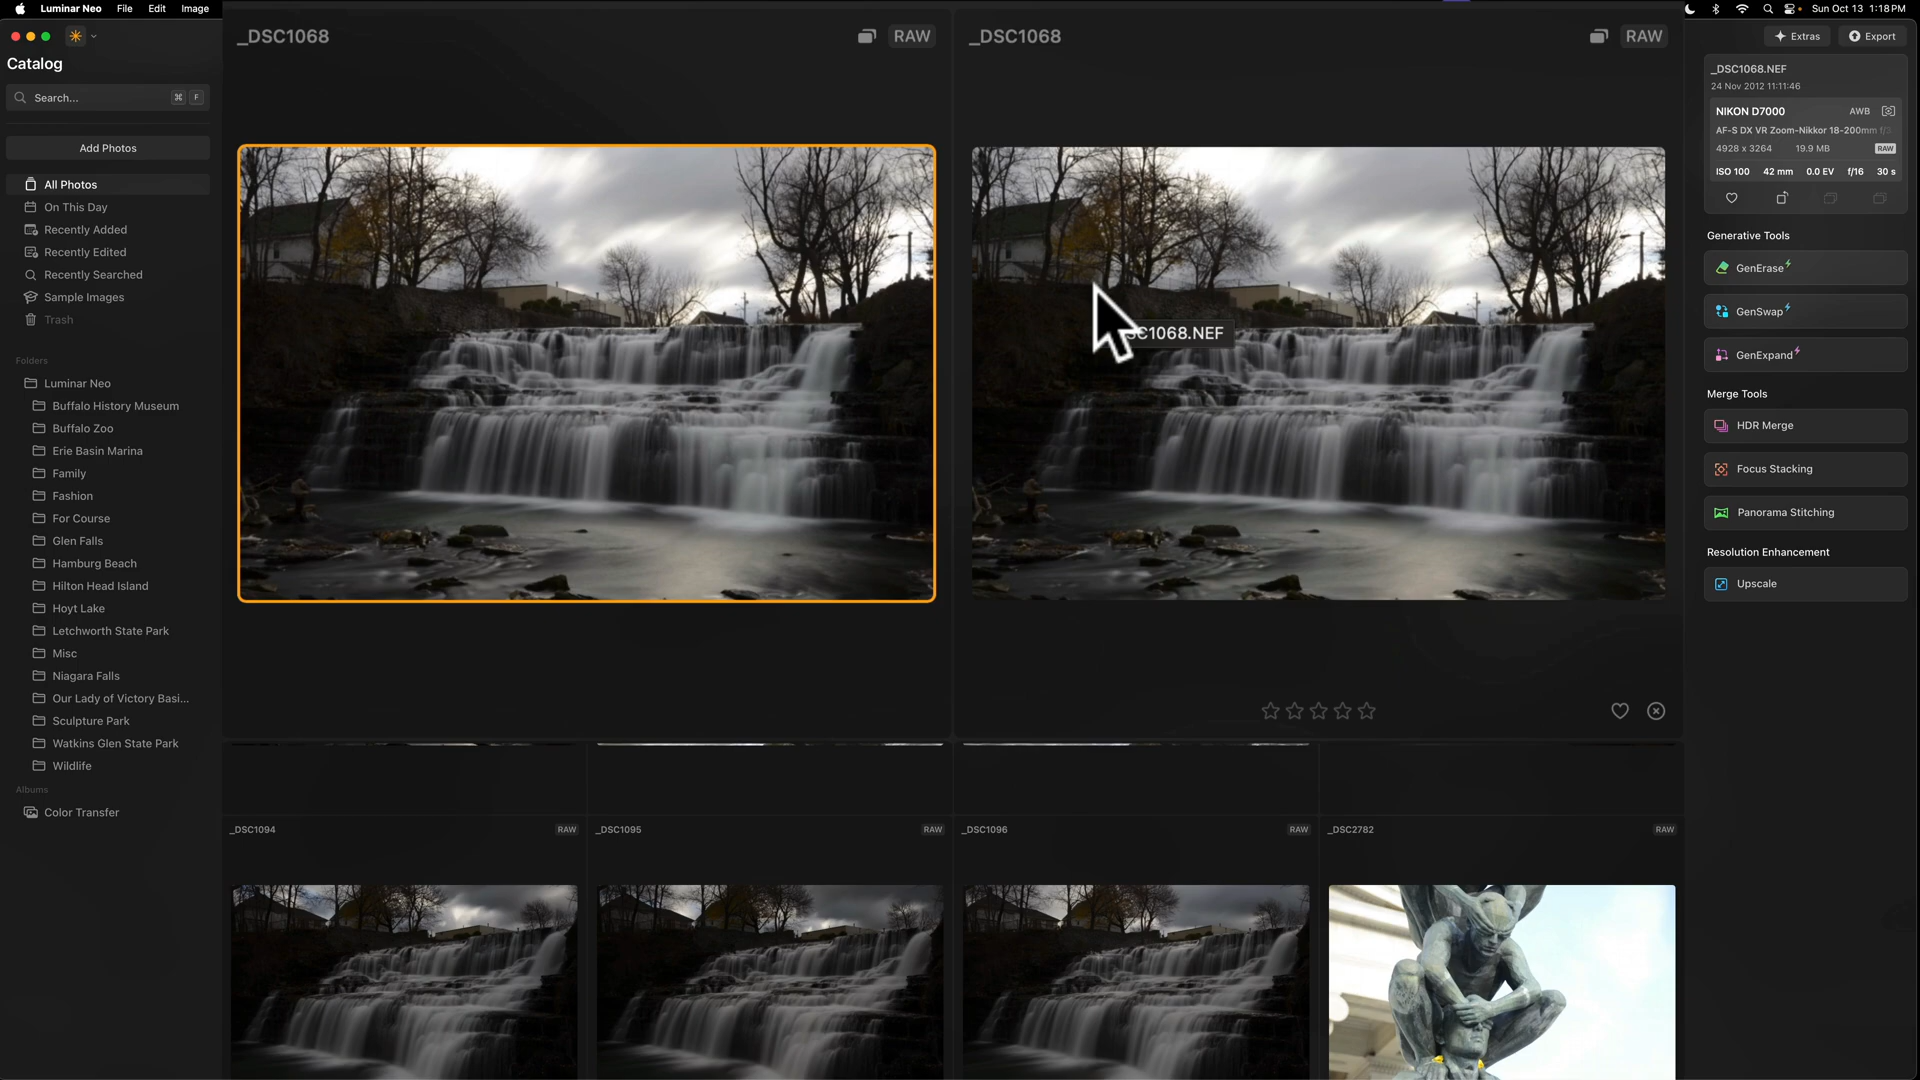 Luminar Neo File Edit Image
Sun Oct 13 1:18 PM
Catalog
Search... ⌘ F
Add Photos
All Photos
On This Day
Recently Added
Recently Edited
Recently Searched
Sample Images
Trash
Folders
Luminar Neo
Buffalo History Museum
Buffalo Zoo
Erie Basin Marina
Family
Fashion
For Course
Glen Falls
Hamburg Beach
Hilton Head Island
Hoyt Lake
Letchworth State Park
Misc
Niagara Falls
Our Lady of Victory Basi...
Sculpture Park
Watkins Glen State Park
Wildlife
Albums
Color Transfer
_DSC1068 RAW
_DSC1068 RAW
SC1068.NEF
_DSC1094 RAW
_DSC1095 RAW
_DSC1096 RAW
_DSC2782 RAW
Extras Export
_DSC1068.NEF
24 Nov 2012 11:11:46
NIKON D7000 AWB
AF-S DX VR Zoom-Nikkor 18-200mm
4928 x 3264 19.9 MB RAW
ISO 100 42 mm 0.0 EV f/16 30 s
Generative Tools
GenErase
GenSwap
GenExpand
Merge Tools
HDR Merge
Focus Stacking
Panorama Stitching
Resolution Enhancement
Upscale